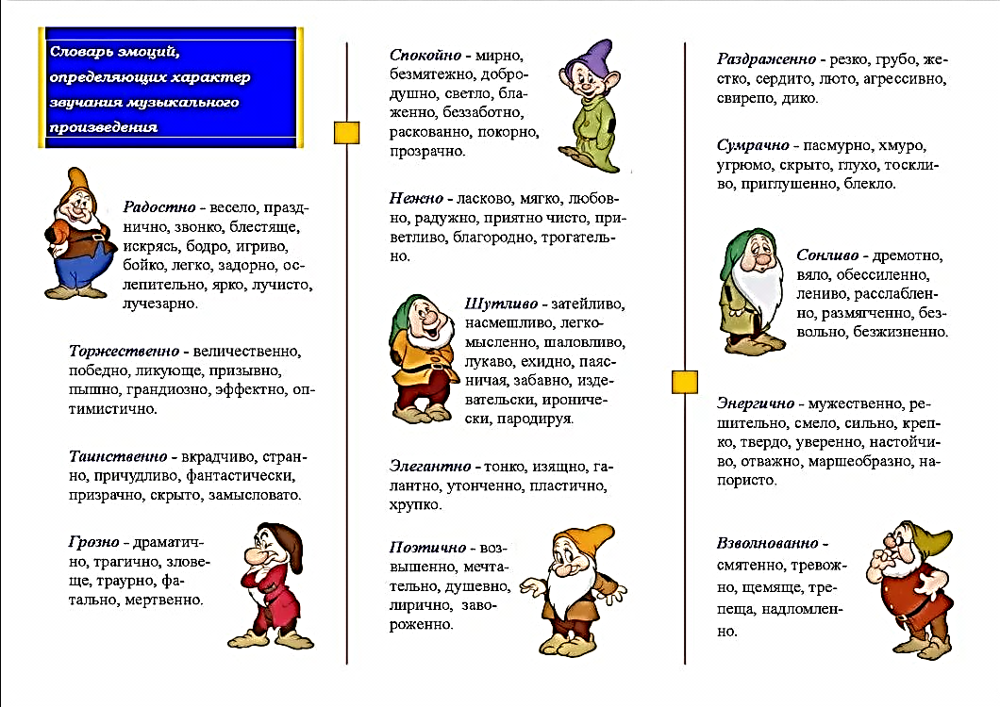 Словарь эмоций,
определяющих характер
звучания музыкального
произведения
Радостно - весело, празд-
нично, звонко, блестяще,
искрясь, бодро, игриво,
бойко, легко, задорно, ос-
лепительно, ярко, лучисто,
лучезарно.
Торжественно - величественно,
победно, ликующе, призывно,
пышно, грандиозно, эффектно, оп-
тимистично.
Таинственно - вкрадчиво, стран-
но, причудливо, фантастически,
призрачно, скрыто, замысловато.
Грозно - драматич-
но, трагично, злове-
ще, траурно, фа-
тально, мертвенно.
Спокойно - мирно,
безмятежно, добро-
душно, светло, бла-
женно, беззаботно,
раскованно, покорно,
прозрачно.
Нежно - ласково, мягко, любов-
но, радужно, приятно чисто, при-
ветливо, благородно, трогатель-
но.
Шутливо - затейливо,
насмешливо, легко-
мысленно, шаловливо,
лукаво, ехидно, паяс-
ничая, забавно, изде-
вательски, ирониче-
ски, пародируя.
Элегантно - тонко, изящно, га-
лантно, утонченно, пластично,
хрупко.
Поэтично - воз-
вышенно, мечта-
тельно, душевно,
лирично, заво-
роженно.
Раздраженно - резко, грубо, же-
стко, сердито, люто, агрессивно,
свирепо, дико.
Сумрачно - пасмурно, хмуро,
угрюмо, скрыто, глухо, тоскли-
во, приглушенно, блекло.
Сонливо - дремотно,
вяло, обессиленно,
лениво, расслаблен-
но, размягченно, без-
вольно, безжизненно.
Энергично - мужественно, ре-
шительно, смело, сильно, креп-
ко, твердо, уверенно, настойчи-
во, отважно, маршеобразно, на-
пористо.
Взволнованно -
смятенно, тревож-
но, щемяще, тре-
пеща, надломлен-
но.